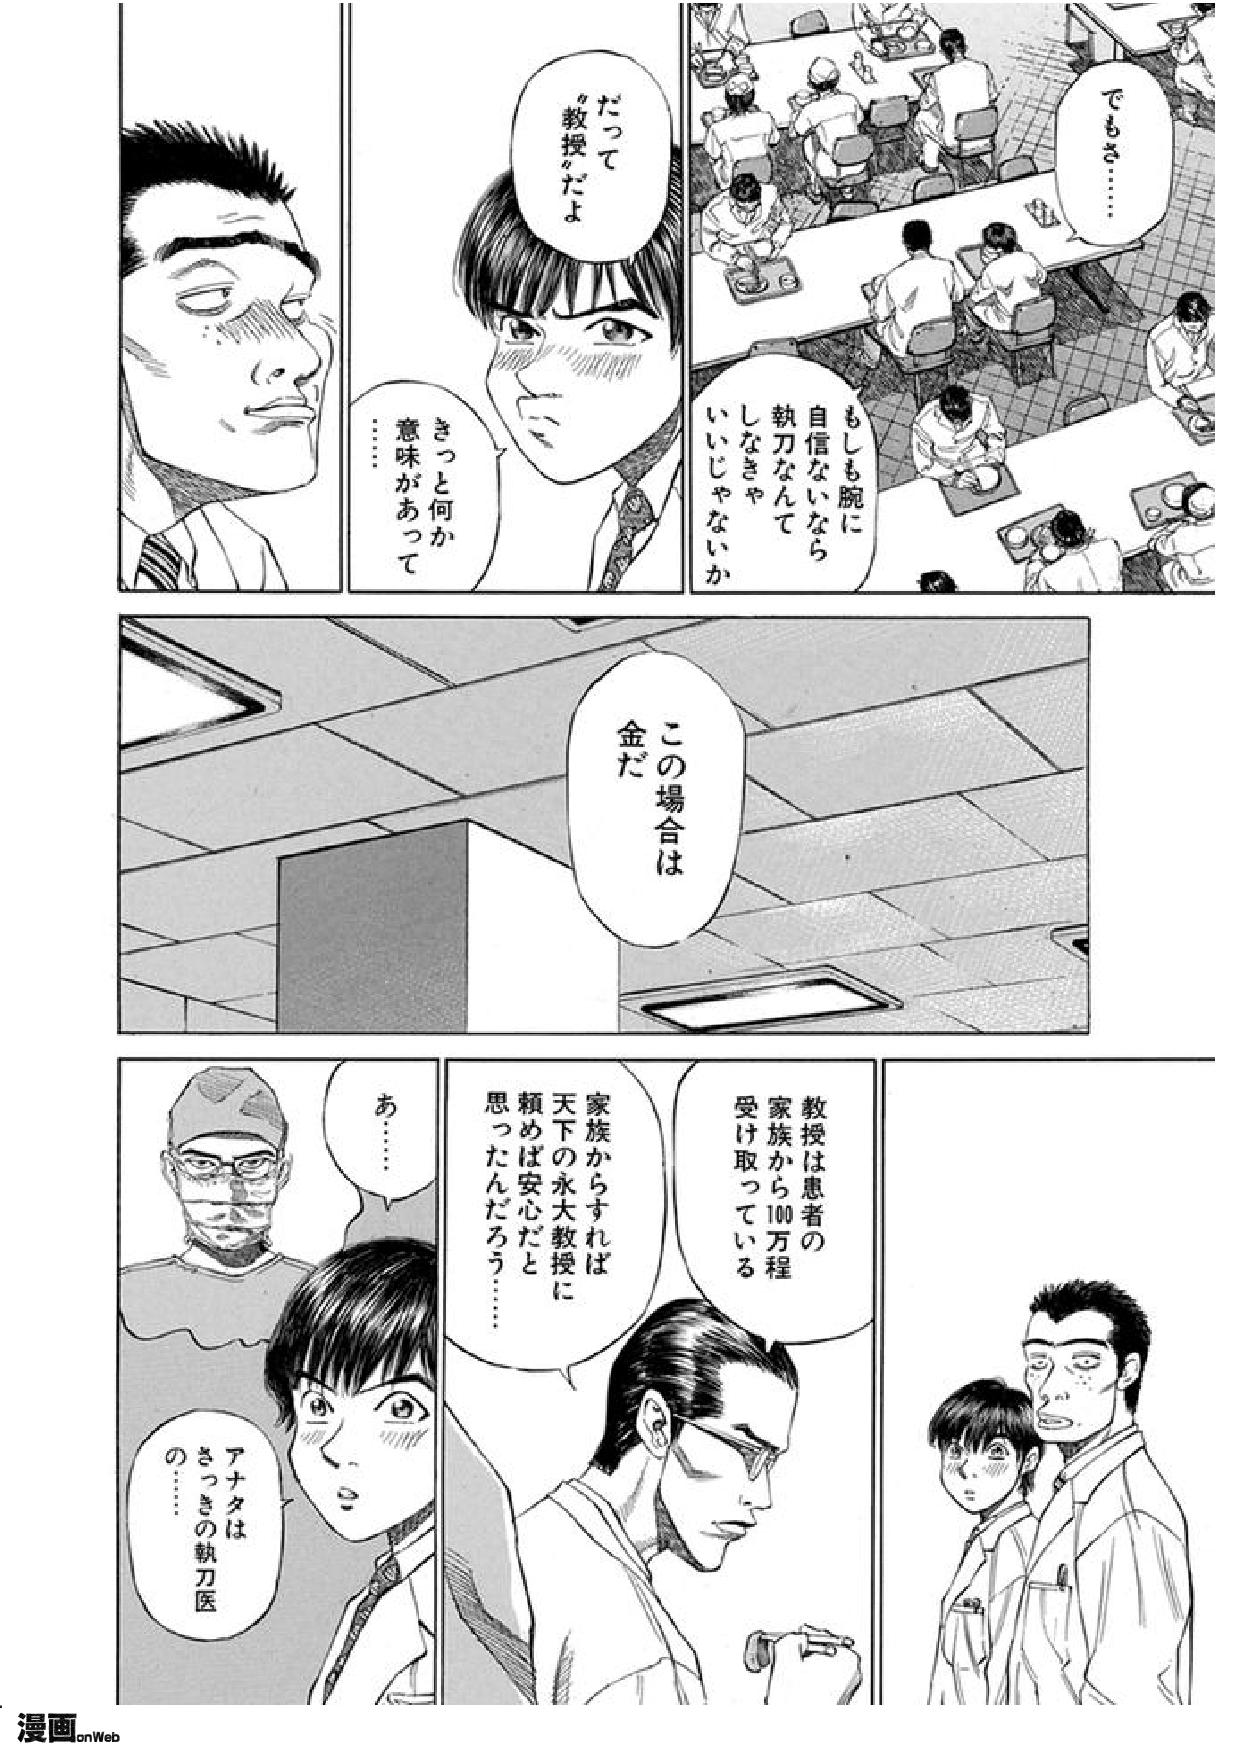 でもさ……
もしも腕に
自信ないなら
執刀なんて
しなきゃ
いいじゃないか
だって
〝教授〟だよ
きっと何か
意味があって
……
この場合は
金だ
教授は患者の
家族から100万程
受け取っている
家族からすれば
天下の永大教授に
頼めば安心だと
思ったんだろう……
あ……
アナタは
さっきの執刀医
の……
漫画onWeb